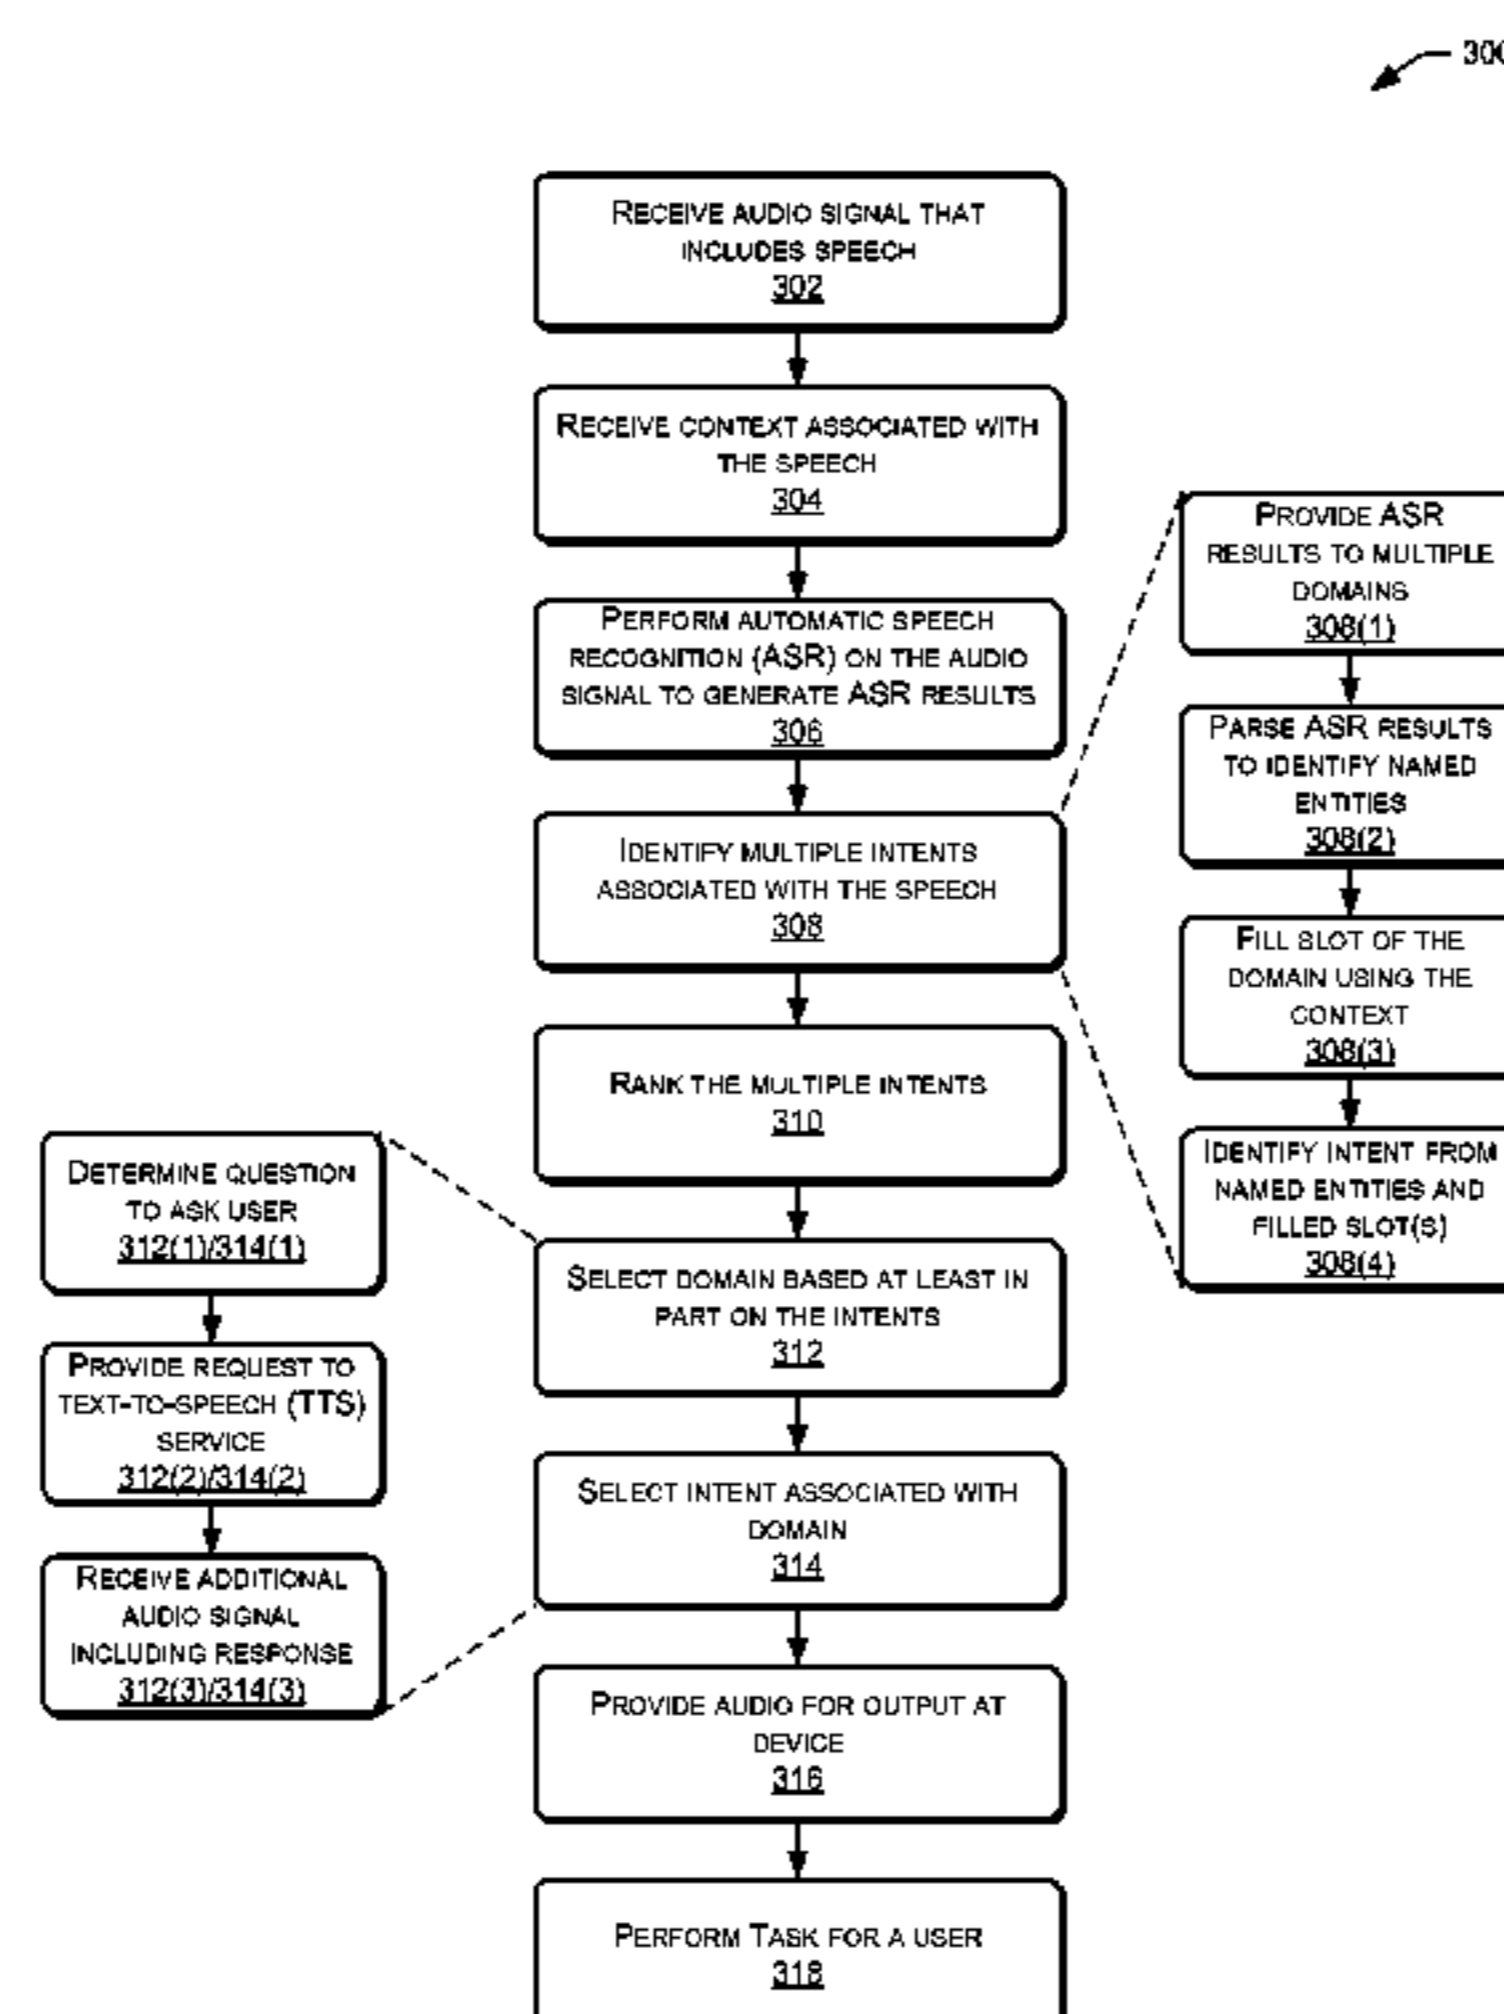 300
RECEIVE AUDIO SIGNAL THAT
INCLUDES SPEECH
302
RECEIVE CONTEXT ASSOCIATED WITH
THE SPEECH
304
PERFORM AUTOMATIC SPEECH
RECOGNITION (ASR) ON THE AUDIO
SIGNAL TO GENERATE ASR RESULTS
306
IDENTIFY MULTIPLE INTENTS
ASSOCIATED WITH THE SPEECH
308
PROVIDE ASR
RESULTS TO MULTIPLE
DOMAINS
308(1)
PARSE ASR RESULTS
TO IDENTIFY NAMED
ENTITIES
308(2)
FILL SLOT OF THE
DOMAIN USING THE
CONTEXT
308(3)
IDENTIFY INTENT FROM
NAMED ENTITIES AND
FILLED SLOT(S)
308(4)
RANK THE MULTIPLE INTENTS
310
SELECT DOMAIN BASED AT LEAST IN
PART ON THE INTENTS
312
DETERMINE QUESTION
TO ASK USER
312(1)/314(1)
PROVIDE REQUEST TO
TEXT-TO-SPEECH (TTS)
SERVICE
312(2)/314(2)
RECEIVE ADDITIONAL
AUDIO SIGNAL
INCLUDING RESPONSE
312(3)/314(3)
SELECT INTENT ASSOCIATED WITH
DOMAIN
314
PROVIDE AUDIO FOR OUTPUT AT
DEVICE
316
PERFORM TASK FOR A USER
318